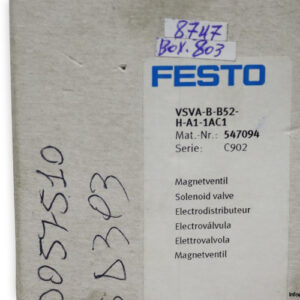 8747
Box.803
FESTO
VSVA-B-B52-
H-A1-1AC1
Mat.-Nr.: 547094
Serie: C902
Magnetventil
Solenoid valve
Electrodistributeur
Electroválvula
Elettrovalvola
Magnetventil
0057510
8303